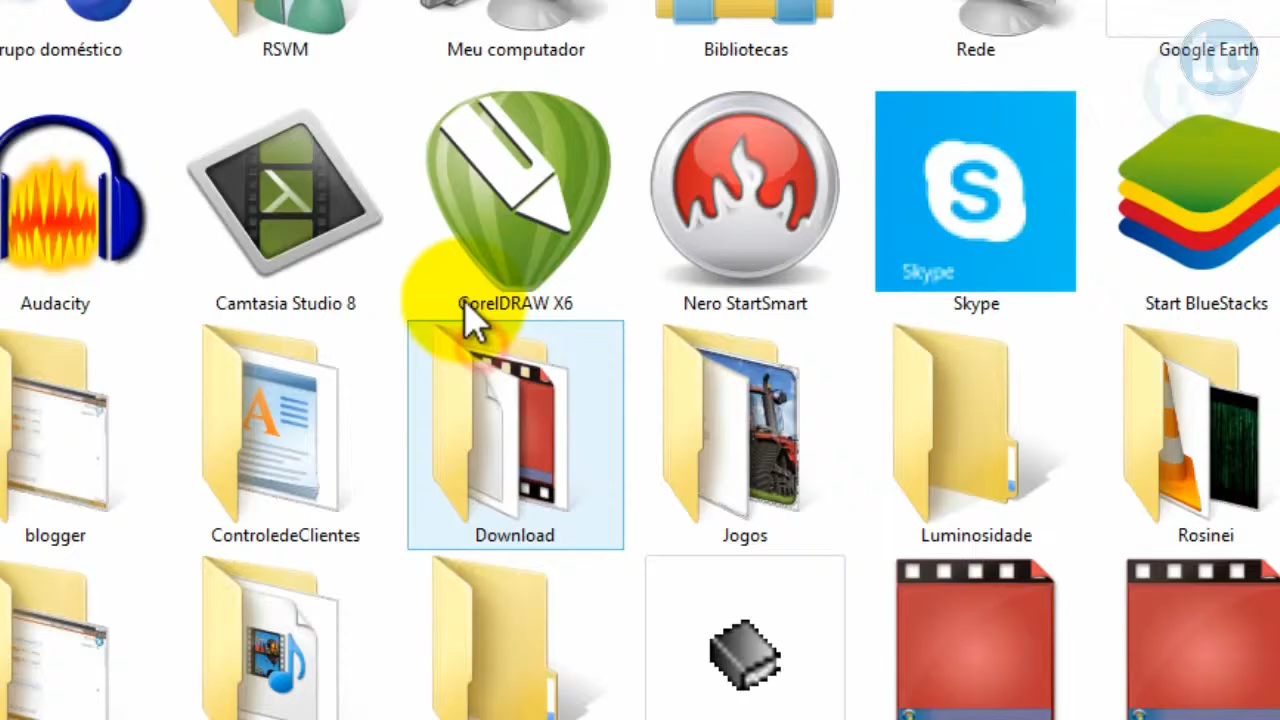 rupo doméstico
RSVM
Meu computador
Bibliotecas
Rede
Google Earth
tc
Skype
Audacity
Camtasia Studio 8
CorelDRAW X6
Nero StartSmart
Skype
Start BlueStacks
blogger
ControledeClientes
Download
Jogos
Luminosidade
Rosinei